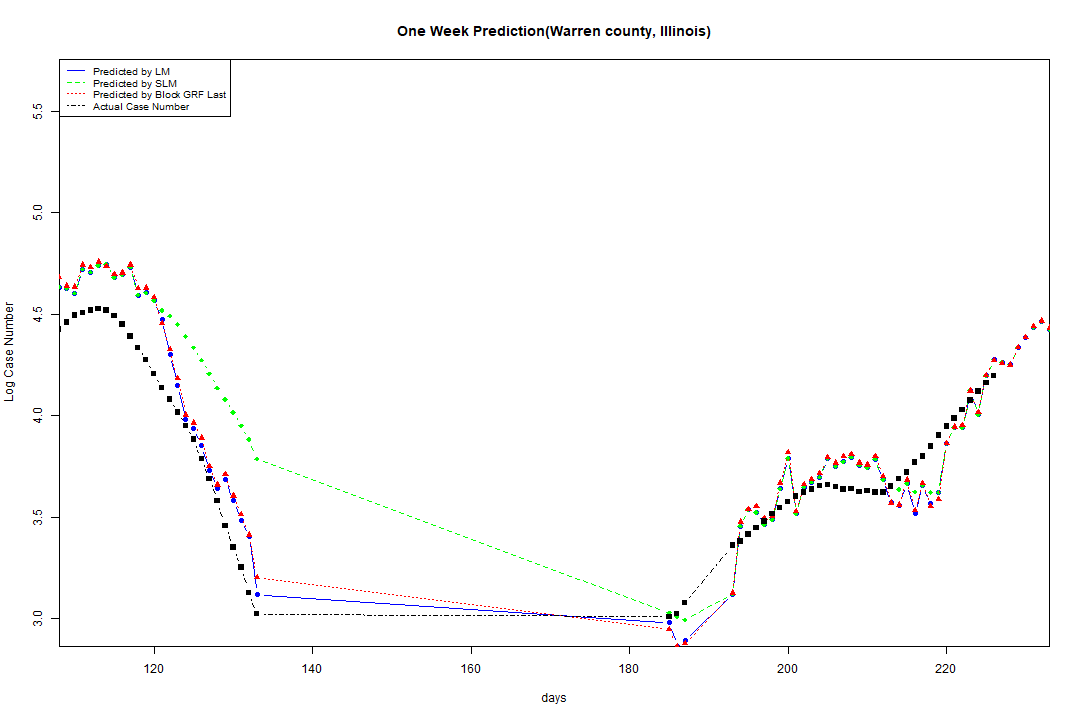 One Week Prediction(Warren county, Illinois)
Predicted by LM
Predicted by SLM
Predicted by Block GRF Last
Actual Case Number
5.5
5.0
4.5
4.0
3.5
3.0
Log Case Number
120 140 160 180 200 220
days